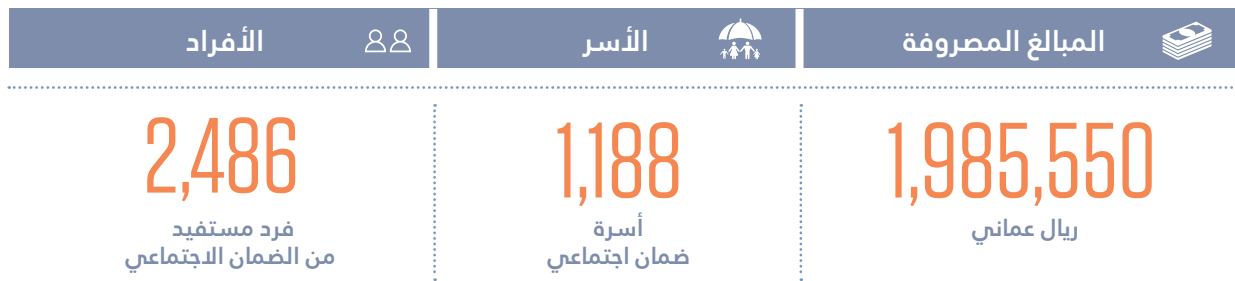 المبالغ المصروفة
الأسر
الأفراد
1,985,550
ريال عماني
1,188
أسرة
ضمان اجتماعي
2,486
فرد مستفيد
من الضمان الاجتماعي